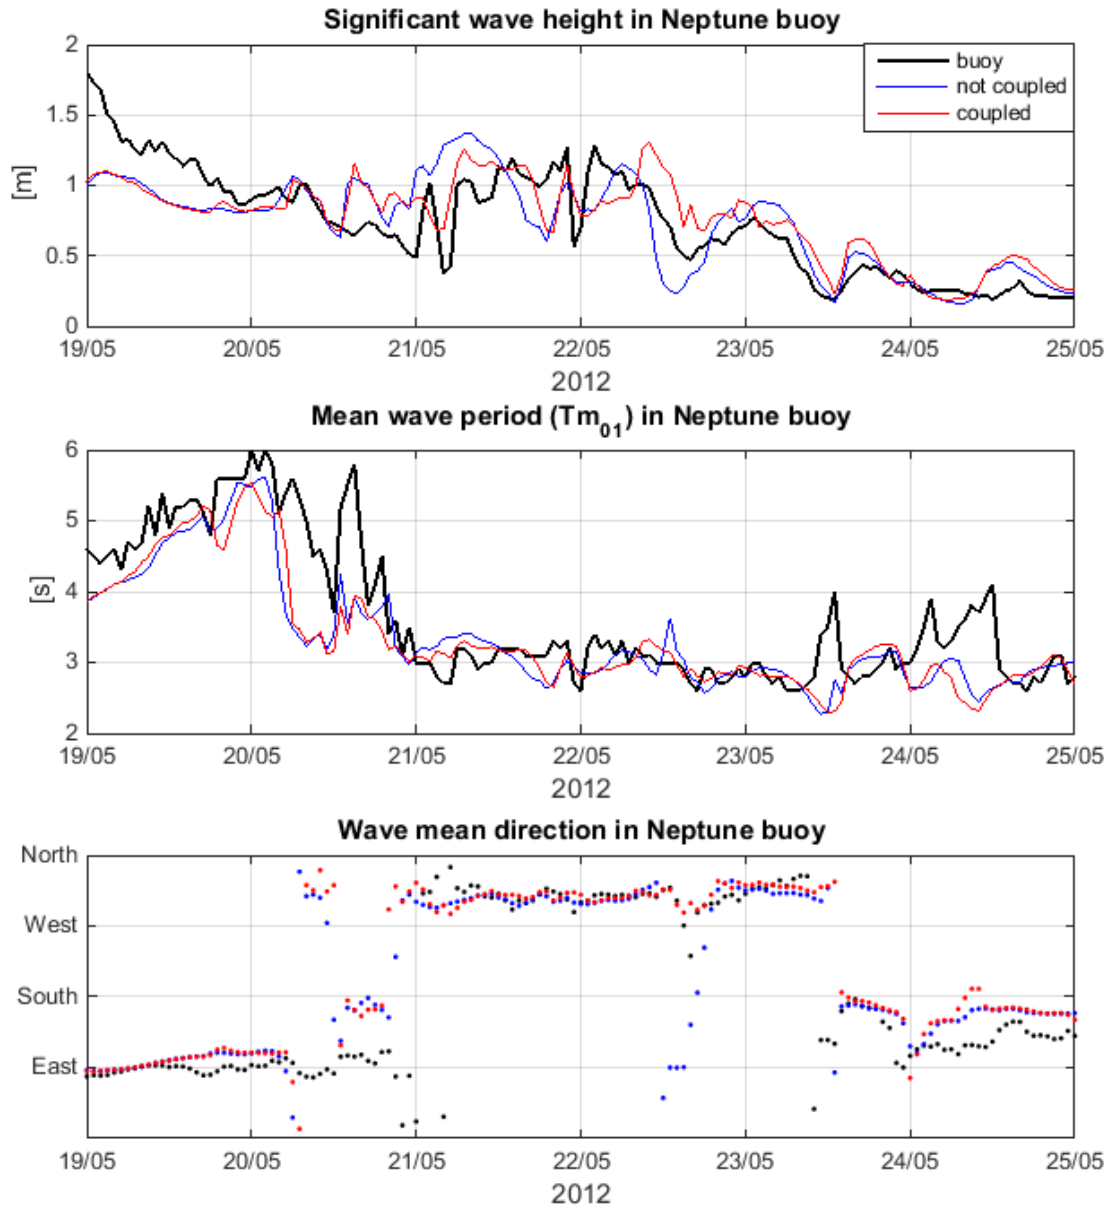 Significant wave height in Neptune buoy
2
1.5
1
0.5
0
[m]
buoy
not coupled
coupled
19/05 20/05 21/05 22/05 23/05 24/05 25/05
2012
Mean wave period (Tm01) in Neptune buoy
6
5
4
3
2
[s]
19/05 20/05 21/05 22/05 23/05 24/05 25/05
2012
Wave mean direction in Neptune buoy
North
West
South
East
19/05 20/05 21/05 22/05 23/05 24/05 25/05
2012